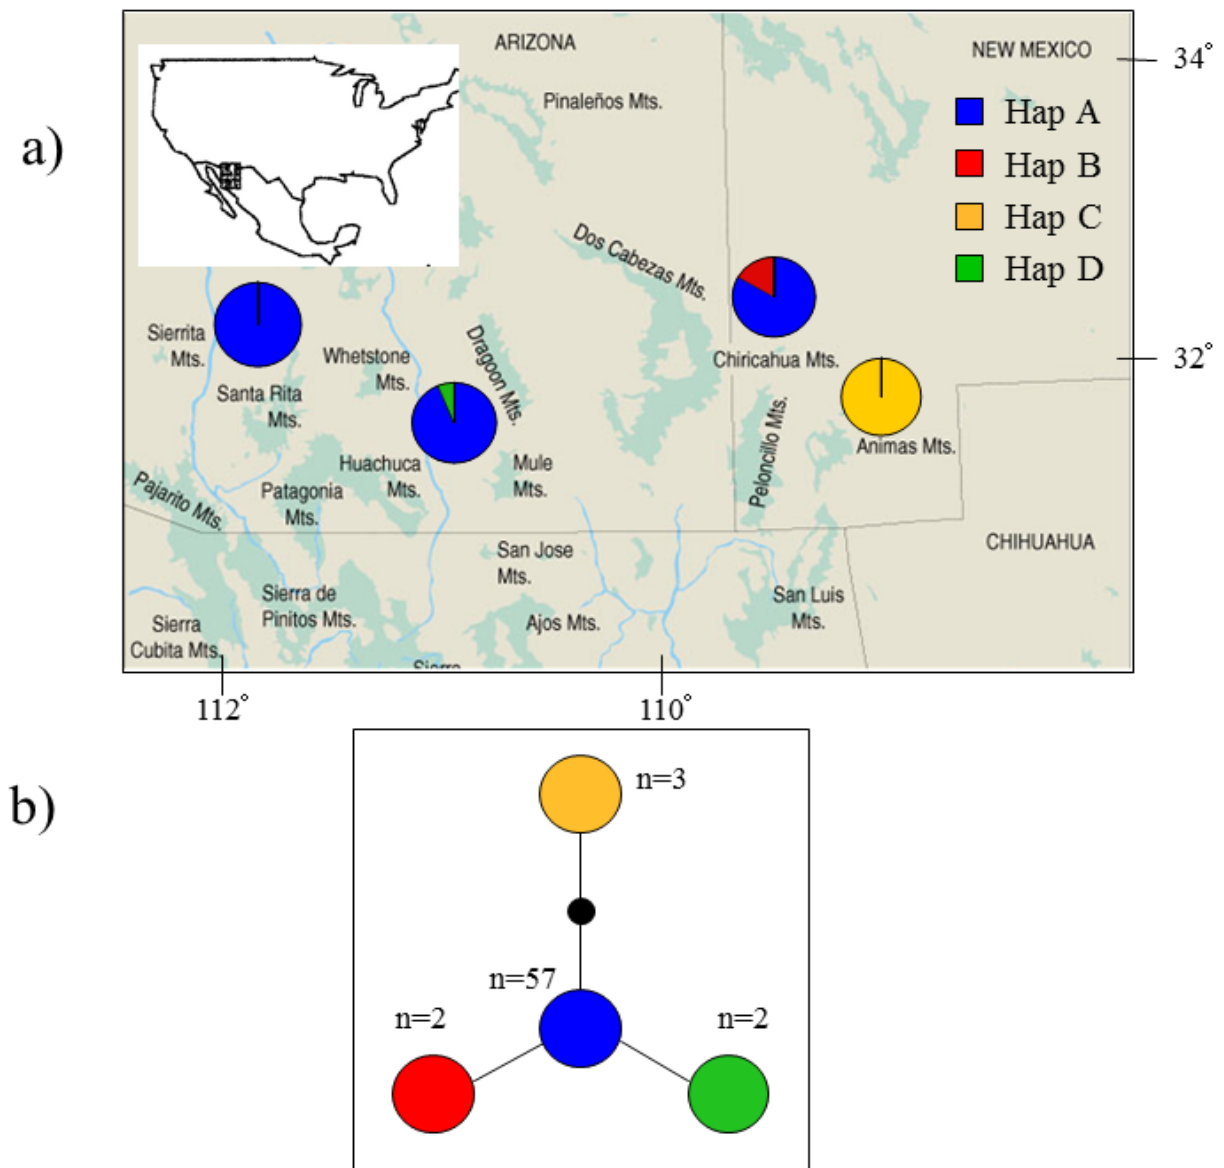 a)
ARIZONA
NEW MEXICO
34°
Pinaleños Mts.
Hap A
Hap B
Hap C
Hap D
Dos Cabezas Mts.
Sierrita
Mts.
Whetstone
Mts.
Dragoon Mts.
Chiricahua Mts.
32°
Santa Rita
Mts.
Peloncillo Mts.
Animas Mts.
Huachuca
Mts.
Mule
Mts.
Pajarito Mts.
Patagonia
Mts.
San Jose
Mts.
CHIHUAHUA
Sierra de
Pinitos Mts.
Ajos Mts.
San Luis
Mts.
Sierra
Cubita Mts.
Sierra
112°
110°
b)
n=3
n=57
n=2
n=2